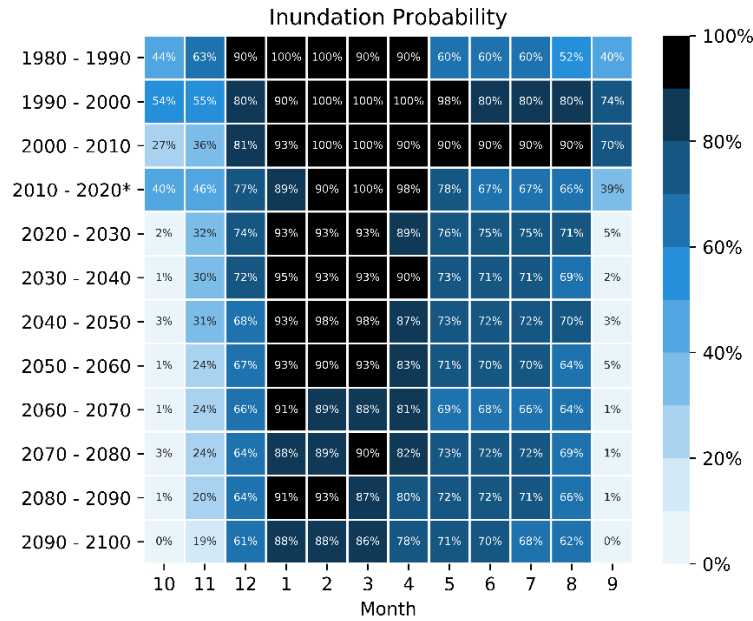 Inundation Probability
1980 - 1990 44% 63% 90% 100% 100% 90% 90% 60% 60% 60% 52% 40%
1990 - 2000 54% 55% 80% 90% 100% 100% 100% 98% 80% 80% 80% 74%
2000 - 2010 27% 36% 81% 93% 100% 100% 90% 90% 90% 90% 90% 70%
2010 - 2020* 40% 46% 77% 89% 90% 100% 98% 78% 67% 67% 66% 39%
2020 - 2030 2% 32% 74% 93% 93% 93% 89% 76% 75% 75% 71% 5%
2030 - 2040 1% 30% 72% 95% 93% 93% 90% 73% 71% 71% 69% 2%
2040 - 2050 3% 31% 68% 93% 98% 98% 87% 73% 72% 72% 70% 3%
2050 - 2060 1% 24% 67% 93% 90% 93% 83% 71% 70% 70% 64% 5%
2060 - 2070 1% 24% 66% 91% 89% 88% 81% 69% 68% 66% 64% 1%
2070 - 2080 3% 24% 64% 88% 89% 90% 82% 73% 72% 72% 69% 1%
2080 - 2090 1% 20% 64% 91% 93% 87% 80% 72% 72% 71% 66% 1%
2090 - 2100 0% 19% 61% 88% 88% 86% 78% 71% 70% 68% 62% 0%
10 11 12 1 2 3 4 5 6 7 8 9
Month
100%
80%
60%
40%
20%
0%